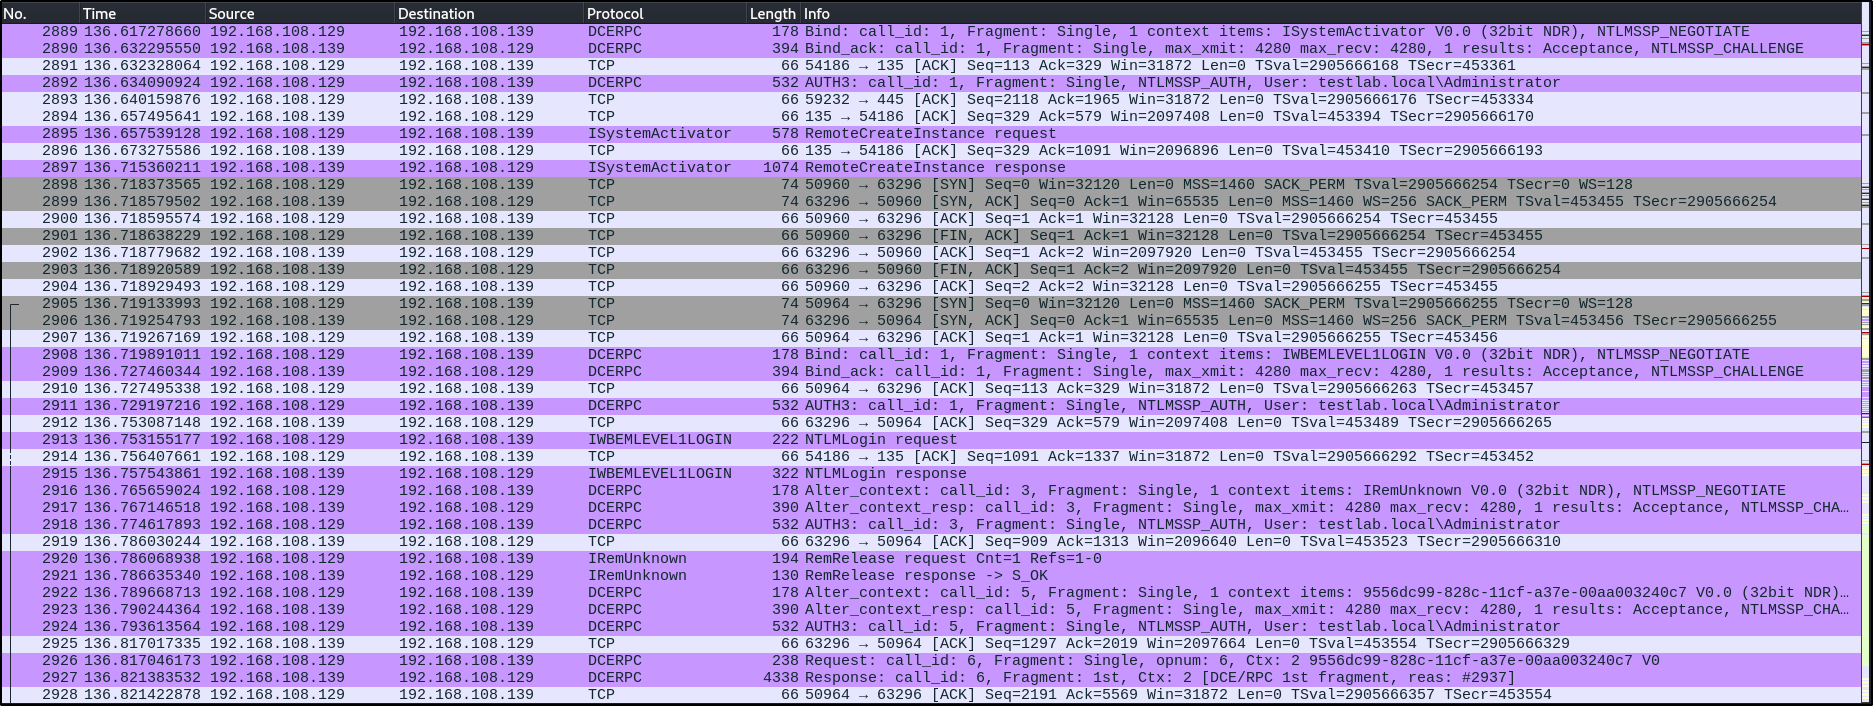 No. Time Source Destination Protocol Length Info
2889 136.617278660 192.168.108.129 192.168.108.139 DCERPC 178 Bind: call_id: 1, Fragment: Single, 1 context items: ISystemActivator V0.0 (32bit NDR), NTLMSSP_NEGOTIATE
2890 136.632295550 192.168.108.139 192.168.108.129 DCERPC 394 Bind_ack: call_id: 1, Fragment: Single, max_xmit: 4280 max_recv: 4280, 1 results: Acceptance, NTLMSSP_CHALLENGE
2891 136.632328064 192.168.108.129 192.168.108.139 TCP 66 54186 → 135 [ACK] Seq=113 Ack=329 Win=31872 Len=0 TSval=2905666168 TSecr=453361
2892 136.634090924 192.168.108.129 192.168.108.139 DCERPC 532 AUTH3: call_id: 1, Fragment: Single, NTLMSSP_AUTH, User: testlab.local\Administrator
2893 136.640159876 192.168.108.129 192.168.108.139 TCP 66 59232 → 445 [ACK] Seq=2118 Ack=1965 Win=31872 Len=0 TSval=2905666176 TSecr=453334
2894 136.657495641 192.168.108.139 192.168.108.129 TCP 66 135 → 54186 [ACK] Seq=329 Ack=579 Win=2097408 Len=0 TSval=453394 TSecr=2905666170
2895 136.657539128 192.168.108.129 192.168.108.139 ISystemActivator 578 RemoteCreateInstance request
2896 136.673275586 192.168.108.139 192.168.108.129 TCP 66 135 → 54186 [ACK] Seq=329 Ack=1091 Win=2096896 Len=0 TSval=453410 TSecr=2905666193
2897 136.715360211 192.168.108.139 192.168.108.129 ISystemActivator 1074 RemoteCreateInstance response
2898 136.718373565 192.168.108.129 192.168.108.139 TCP 74 50960 → 63296 [SYN] Seq=0 Win=32120 Len=0 MSS=1460 SACK_PERM TSval=2905666254 TSecr=0 WS=128
2899 136.718579502 192.168.108.139 192.168.108.129 TCP 74 63296 → 50960 [SYN, ACK] Seq=0 Ack=1 Win=65535 Len=0 MSS=1460 WS=256 SACK_PERM TSval=453455 TSecr=2905666254
2900 136.718595574 192.168.108.129 192.168.108.139 TCP 66 50960 → 63296 [ACK] Seq=1 Ack=1 Win=32128 Len=0 TSval=2905666254 TSecr=453455
2901 136.718638229 192.168.108.129 192.168.108.139 TCP 66 50960 → 63296 [FIN, ACK] Seq=1 Ack=1 Win=32128 Len=0 TSval=2905666254 TSecr=453455
2902 136.718779682 192.168.108.139 192.168.108.129 TCP 66 63296 → 50960 [ACK] Seq=1 Ack=2 Win=2097920 Len=0 TSval=453455 TSecr=2905666254
2903 136.718920589 192.168.108.139 192.168.108.129 TCP 66 63296 → 50960 [FIN, ACK] Seq=1 Ack=2 Win=2097920 Len=0 TSval=453455 TSecr=2905666254
2904 136.718929493 192.168.108.129 192.168.108.139 TCP 66 50960 → 63296 [ACK] Seq=2 Ack=2 Win=32128 Len=0 TSval=2905666255 TSecr=453455
2905 136.719133993 192.168.108.129 192.168.108.139 TCP 74 50964 → 63296 [SYN] Seq=0 Win=32120 Len=0 MSS=1460 SACK_PERM TSval=2905666255 TSecr=0 WS=128
2906 136.719254793 192.168.108.139 192.168.108.129 TCP 74 63296 → 50964 [SYN, ACK] Seq=0 Ack=1 Win=65535 Len=0 MSS=1460 WS=256 SACK_PERM TSval=453456 TSecr=2905666255
2907 136.719267169 192.168.108.129 192.168.108.139 TCP 66 50964 → 63296 [ACK] Seq=1 Ack=1 Win=32128 Len=0 TSval=2905666255 TSecr=453456
2908 136.719891011 192.168.108.129 192.168.108.139 DCERPC 178 Bind: call_id: 1, Fragment: Single, 1 context items: IWBEMLEVEL1LOGIN V0.0 (32bit NDR), NTLMSSP_NEGOTIATE
2909 136.727460344 192.168.108.139 192.168.108.129 DCERPC 394 Bind_ack: call_id: 1, Fragment: Single, max_xmit: 4280 max_recv: 4280, 1 results: Acceptance, NTLMSSP_CHALLENGE
2910 136.727495338 192.168.108.129 192.168.108.139 TCP 66 50964 → 63296 [ACK] Seq=113 Ack=329 Win=31872 Len=0 TSval=2905666263 TSecr=453457
2911 136.729197216 192.168.108.129 192.168.108.139 DCERPC 532 AUTH3: call_id: 1, Fragment: Single, NTLMSSP_AUTH, User: testlab.local\Administrator
2912 136.753087148 192.168.108.139 192.168.108.129 TCP 66 63296 → 50964 [ACK] Seq=329 Ack=579 Win=2097408 Len=0 TSval=453489 TSecr=2905666265
2913 136.753155177 192.168.108.129 192.168.108.139 IWBEMLEVEL1LOGIN 222 NTLMLogin request
2914 136.756407661 192.168.108.129 192.168.108.139 TCP 66 54186 → 135 [ACK] Seq=1091 Ack=1337 Win=31872 Len=0 TSval=2905666292 TSecr=453452
2915 136.757543861 192.168.108.139 192.168.108.129 IWBEMLEVEL1LOGIN 322 NTLMLogin response
2916 136.765659024 192.168.108.129 192.168.108.139 DCERPC 178 Alter_context: call_id: 3, Fragment: Single, 1 context items: IRemUnknown V0.0 (32bit NDR), NTLMSSP_NEGOTIATE
2917 136.767146518 192.168.108.139 192.168.108.129 DCERPC 390 Alter_context_resp: call_id: 3, Fragment: Single, max_xmit: 4280 max_recv: 4280, 1 results: Acceptance, NTLMSSP_CHA…
2918 136.774617893 192.168.108.129 192.168.108.139 DCERPC 532 AUTH3: call_id: 3, Fragment: Single, NTLMSSP_AUTH, User: testlab.local\Administrator
2919 136.786030244 192.168.108.139 192.168.108.129 TCP 66 63296 → 50964 [ACK] Seq=909 Ack=1313 Win=2096640 Len=0 TSval=453523 TSecr=2905666310
2920 136.786068938 192.168.108.129 192.168.108.139 IRemUnknown 194 RemRelease request Cnt=1 Refs=1-0
2921 136.786635340 192.168.108.139 192.168.108.129 IRemUnknown 130 RemRelease response -> S_OK
2922 136.789668713 192.168.108.129 192.168.108.139 DCERPC 178 Alter_context: call_id: 5, Fragment: Single, 1 context items: 9556dc99-828c-11cf-a37e-00aa003240c7 V0.0 (32bit NDR)…
2923 136.790244364 192.168.108.139 192.168.108.129 DCERPC 390 Alter_context_resp: call_id: 5, Fragment: Single, max_xmit: 4280 max_recv: 4280, 1 results: Acceptance, NTLMSSP_CHA…
2924 136.793613564 192.168.108.129 192.168.108.139 DCERPC 532 AUTH3: call_id: 5, Fragment: Single, NTLMSSP_AUTH, User: testlab.local\Administrator
2925 136.817017335 192.168.108.139 192.168.108.129 TCP 66 63296 → 50964 [ACK] Seq=1297 Ack=2019 Win=2097664 Len=0 TSval=453554 TSecr=2905666329
2926 136.817046173 192.168.108.129 192.168.108.139 DCERPC 238 Request: call_id: 6, Fragment: Single, opnum: 6, Ctx: 2 9556dc99-828c-11cf-a37e-00aa003240c7 V0
2927 136.821383532 192.168.108.139 192.168.108.129 DCERPC 4338 Response: call_id: 6, Fragment: 1st, Ctx: 2 [DCE/RPC 1st fragment, reas: #2937]
2928 136.821422878 192.168.108.129 192.168.108.139 TCP 66 50964 → 63296 [ACK] Seq=2191 Ack=5569 Win=31872 Len=0 TSval=2905666357 TSecr=453554